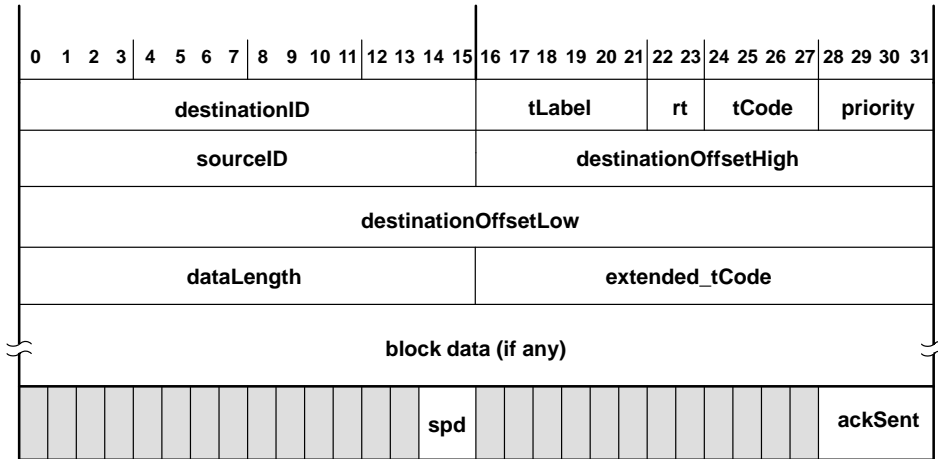 0 1 2 3 4 5 6 7 8 9 10 11 12 13 14 15 16 17 18 19 20 21 22 23 24 25 26 27 28 29 30 31
destinationID tLabel rt tCode priority
sourceID destinationOffsetHigh
destinationOffsetLow
dataLength extended_tCode
block data (if any)
spd ackSent